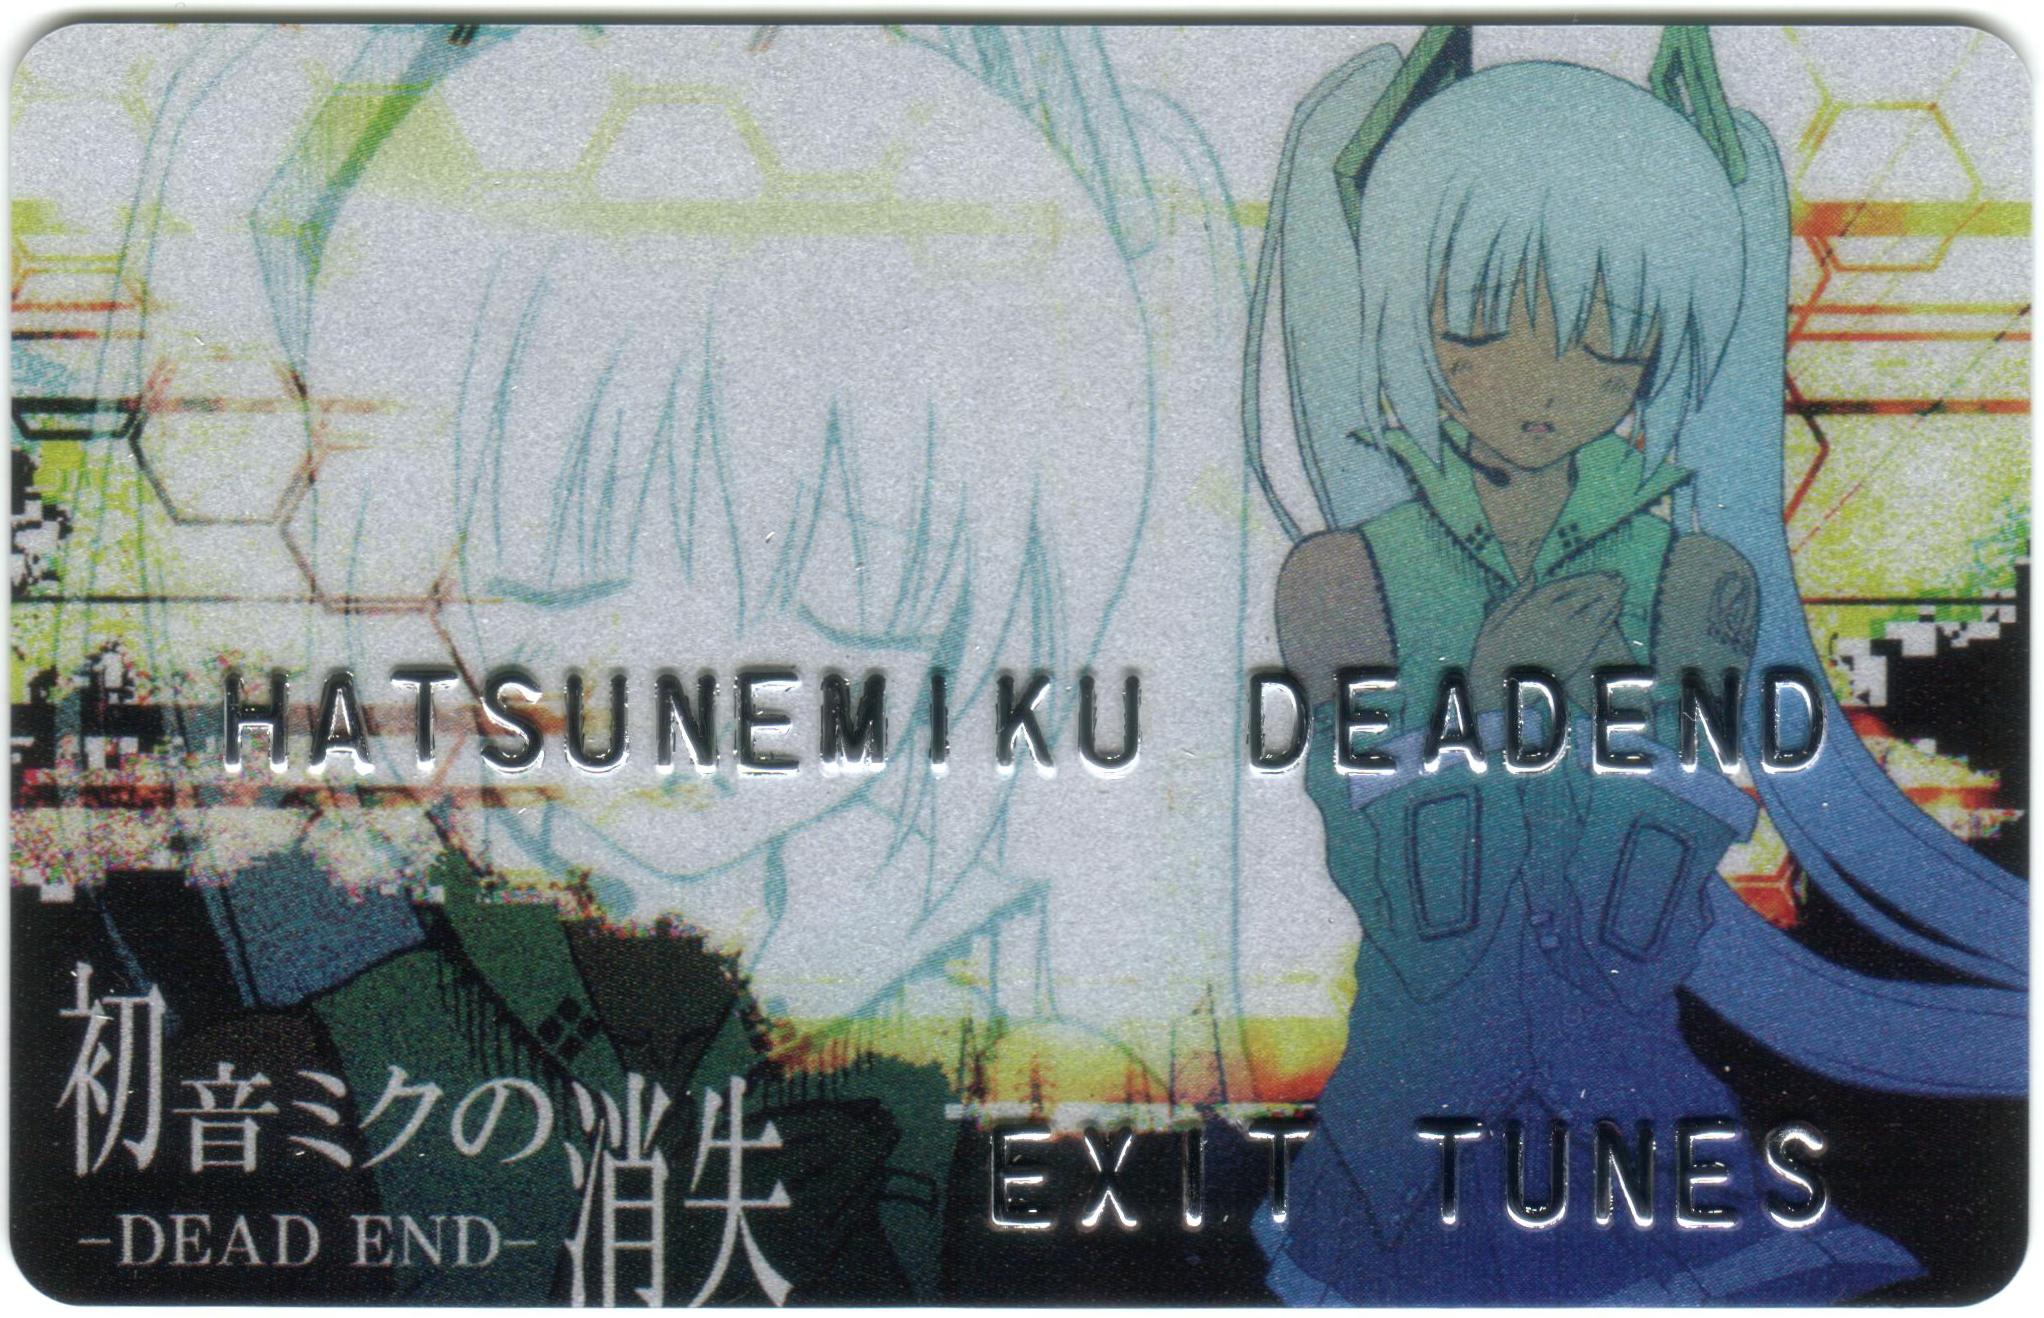 HATSUNEMIKU DEADEND
初音ミクの消失
-DEAD END-
EXIT TUNES